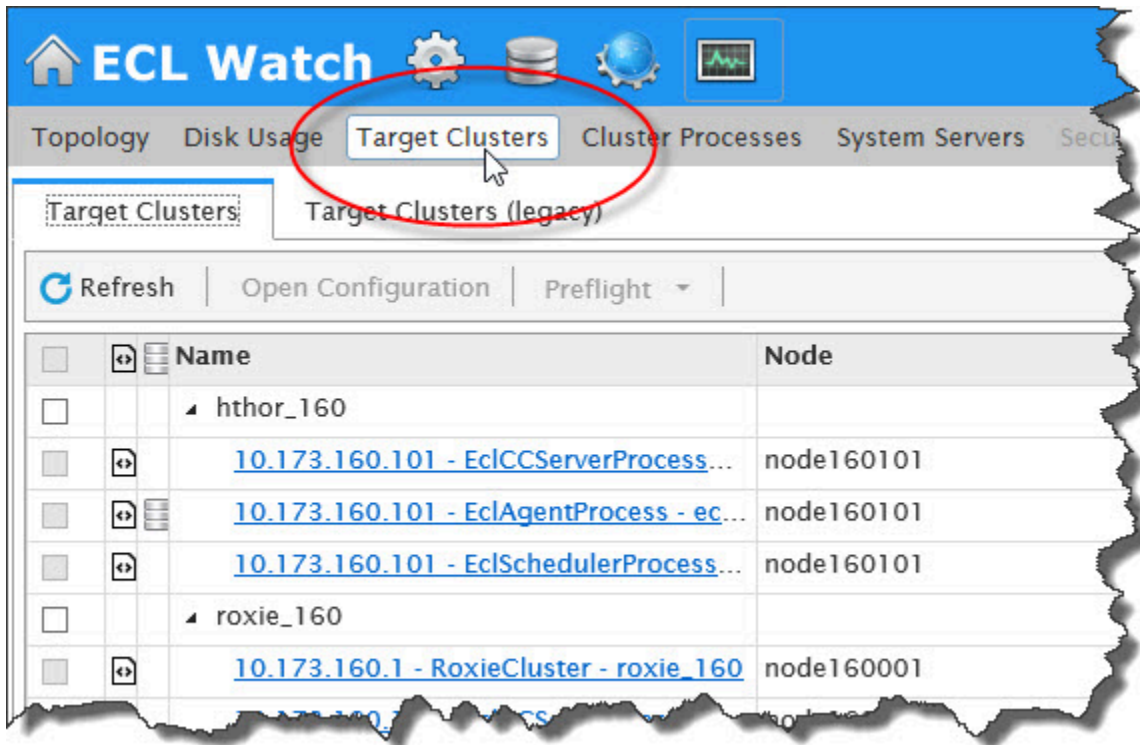 ECL Watch
Topology Disk Usage Target Clusters Cluster Processes System Servers Secu
Target Clusters Target Clusters (legacy)
Refresh Open Configuration Preflight
Name Node
hthor_160
10.173.160.101 - EclCCServerProcess... node160101
10.173.160.101 - EclAgentProcess - ec... node160101
10.173.160.101 - EclSchedulerProcess... node160101
roxie_160
10.173.160.1 - RoxieCluster - roxie_160 node160001